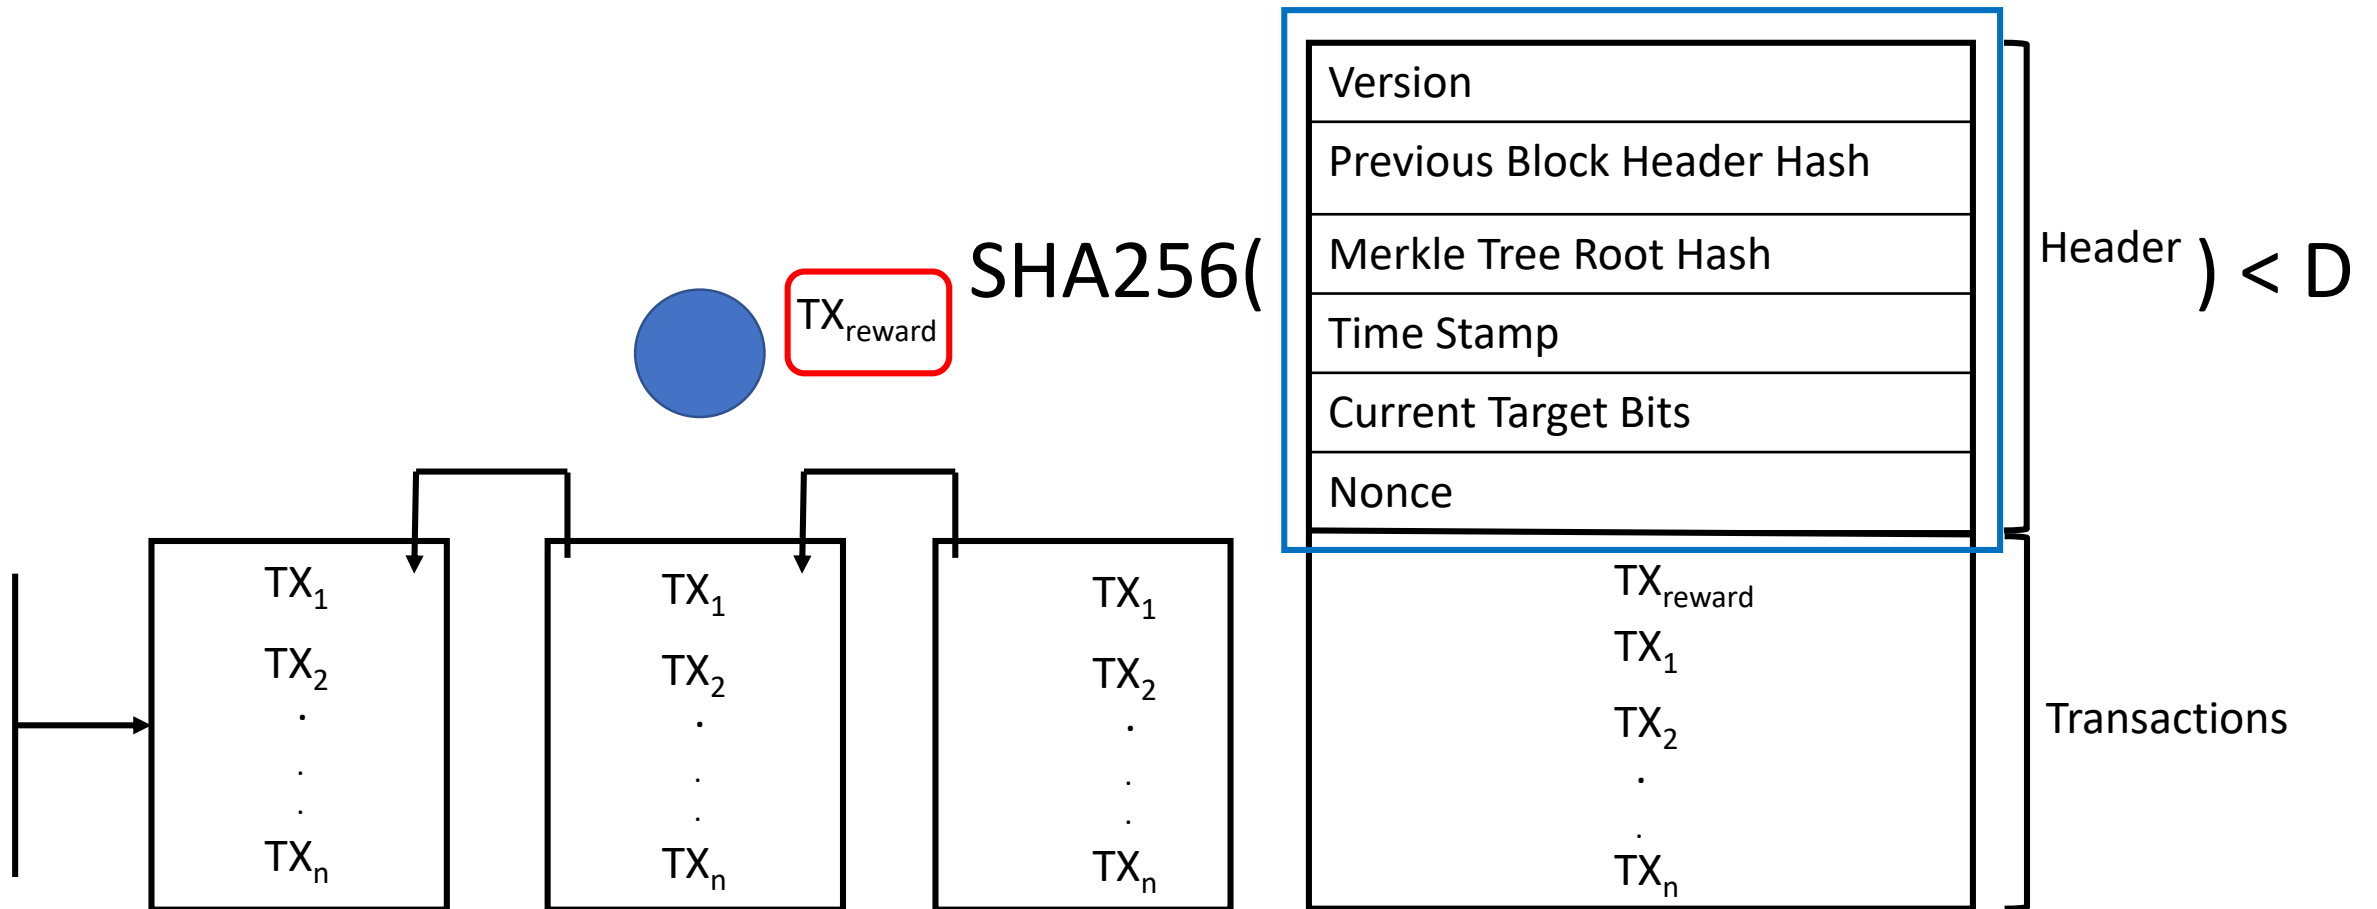 Version
Previous Block Header Hash
Merkle Tree Root Hash
Time Stamp
Current Target Bits
Nonce
SHA256(
Header
) < D
TXreward
TX1
TX2
.
.
.
TXn
TX1
TX2
.
.
.
TXn
TX1
TX2
.
.
.
TXn
TXreward
TX1
TX2
.
.
TXn
Transactions